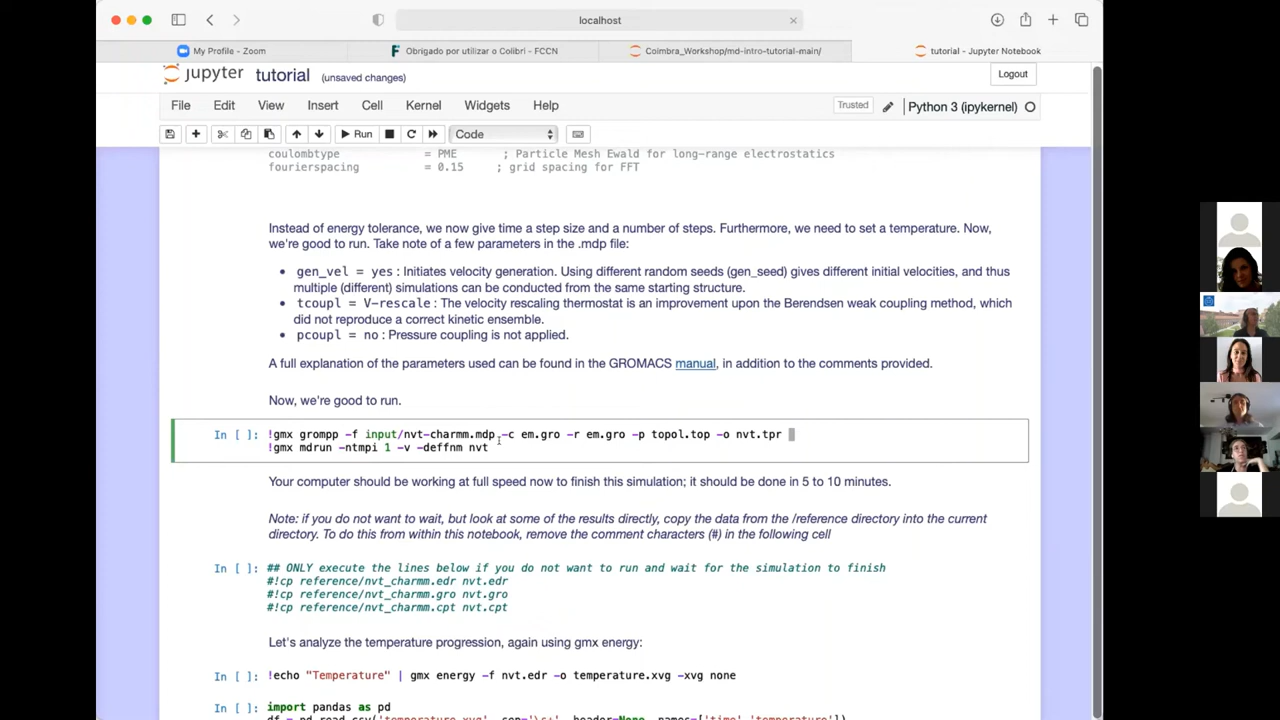 localhost
My Profile - Zoom
Obrigado por utilizar o Colibri - FCCN
Coimbra_Workshop/md-intro-tutorial-main/
tutorial - Jupyter Notebook
jupyter tutorial (unsaved changes)
Logout
File Edit View Insert Cell Kernel Widgets Help
Trusted
Python 3 (ipykernel)
Run
Code
coulombtype = PME ; Particle Mesh Ewald for long-range electrostatics
fourierspacing = 0.15 ; grid spacing for FFT
Instead of energy tolerance, we now give time a step size and a number of steps. Furthermore, we need to set a temperature. Now,
we're good to run. Take note of a few parameters in the .mdp file:
• gen_vel = yes : Initiates velocity generation. Using different random seeds (gen_seed) gives different initial velocities, and thus
multiple (different) simulations can be conducted from the same starting structure.
• tcoupl = V-rescale : The velocity rescaling thermostat is an improvement upon the Berendsen weak coupling method, which
did not reproduce a correct kinetic ensemble.
• pcoupl = no : Pressure coupling is not applied.
A full explanation of the parameters used can be found in the GROMACS manual, in addition to the comments provided.
Now, we're good to run.
In [ ]: !gmx grompp -f input/nvt-charmm.mdp -c em.gro -r em.gro -p topol.top -o nvt.tpr
!gmx mdrun -ntmpi 1 -v -deffnm nvt
Your computer should be working at full speed now to finish this simulation; it should be done in 5 to 10 minutes.
Note: if you do not want to wait, but look at some of the results directly, copy the data from the /reference directory into the current
directory. To do this from within this notebook, remove the comment characters (#) in the following cell
In [ ]: ## ONLY execute the lines below if you do not want to run and wait for the simulation to finish
#!cp reference/nvt_charmm.edr nvt.edr
#!cp reference/nvt_charmm.gro nvt.gro
#!cp reference/nvt_charmm.cpt nvt.cpt
Let's analyze the temperature progression, again using gmx energy:
In [ ]: !echo "Temperature" | gmx energy -f nvt.edr -o temperature.xvg -xvg none
In [ ]: import pandas as pd
df = pd.read_csv('temperature.xvg', sep='\s+', header=None, names=['time','temperature'])